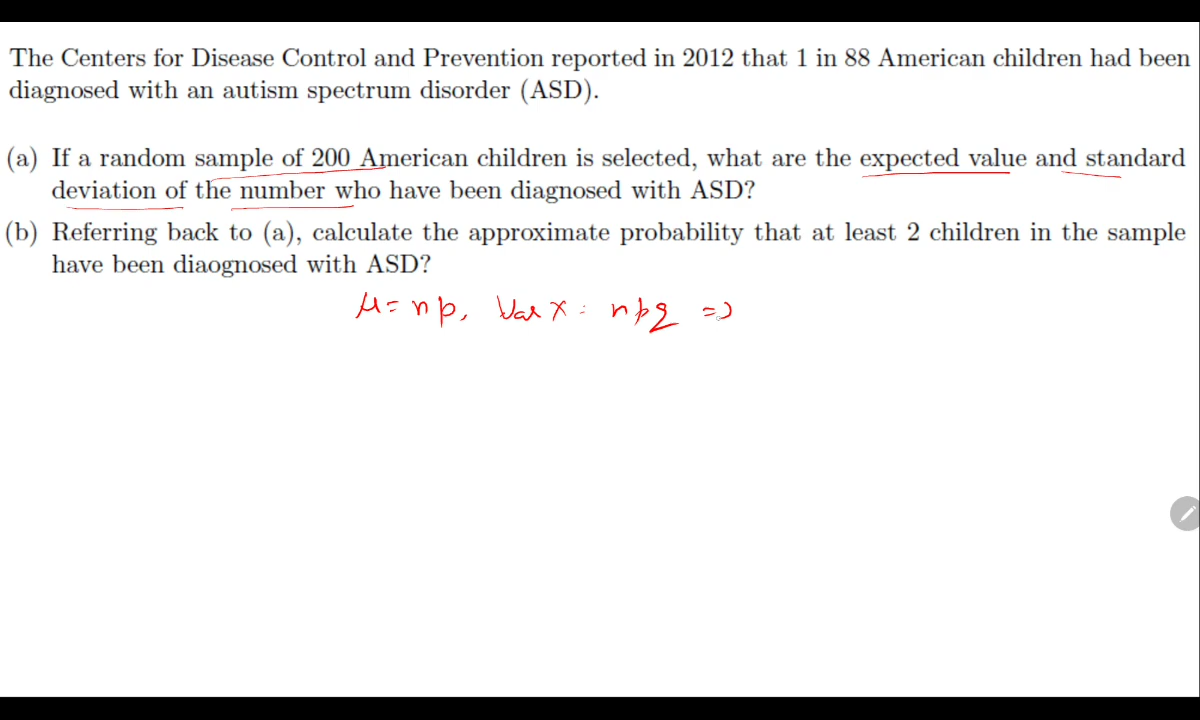 The Centers for Disease Control and Prevention reported in 2012 that 1 in 88 American children had been
diagnosed with an autism spectrum disorder (ASD).
(a) If a random sample of 200 American children is selected, what are the expected value and standard
deviation of the number who have been diagnosed with ASD?
(b) Referring back to (a), calculate the approximate probability that at least 2 children in the sample
have been diaognosed with ASD?
μ = np, Var X = npq =>